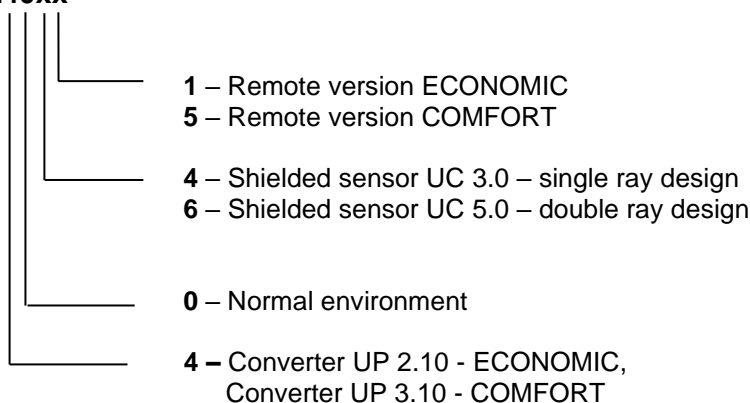 1 – Remote version ECONOMIC
5 – Remote version COMFORT
4 – Shielded sensor UC 3.0 – single ray design
6 – Shielded sensor UC 5.0 – double ray design
0 – Normal environment
4 – Converter UP 2.10 - ECONOMIC,
Converter UP 3.10 - COMFORT